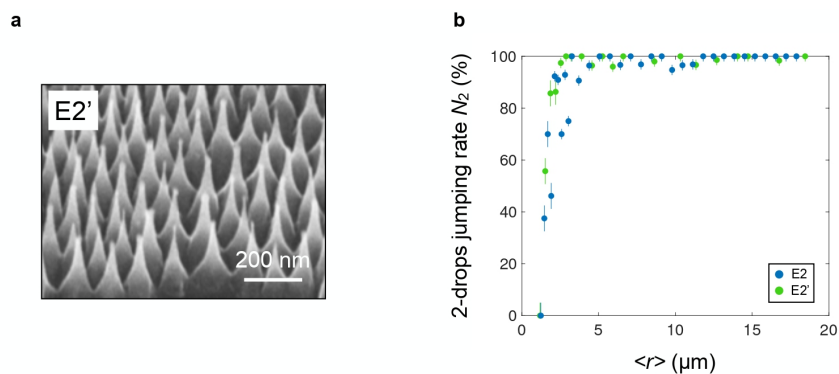 a
E2’
200 nm
b
2-drops jumping rate N₂ (%)
100
80
60
40
20
0
0
5
10
15
20
E2
E2'
<r> (μm)